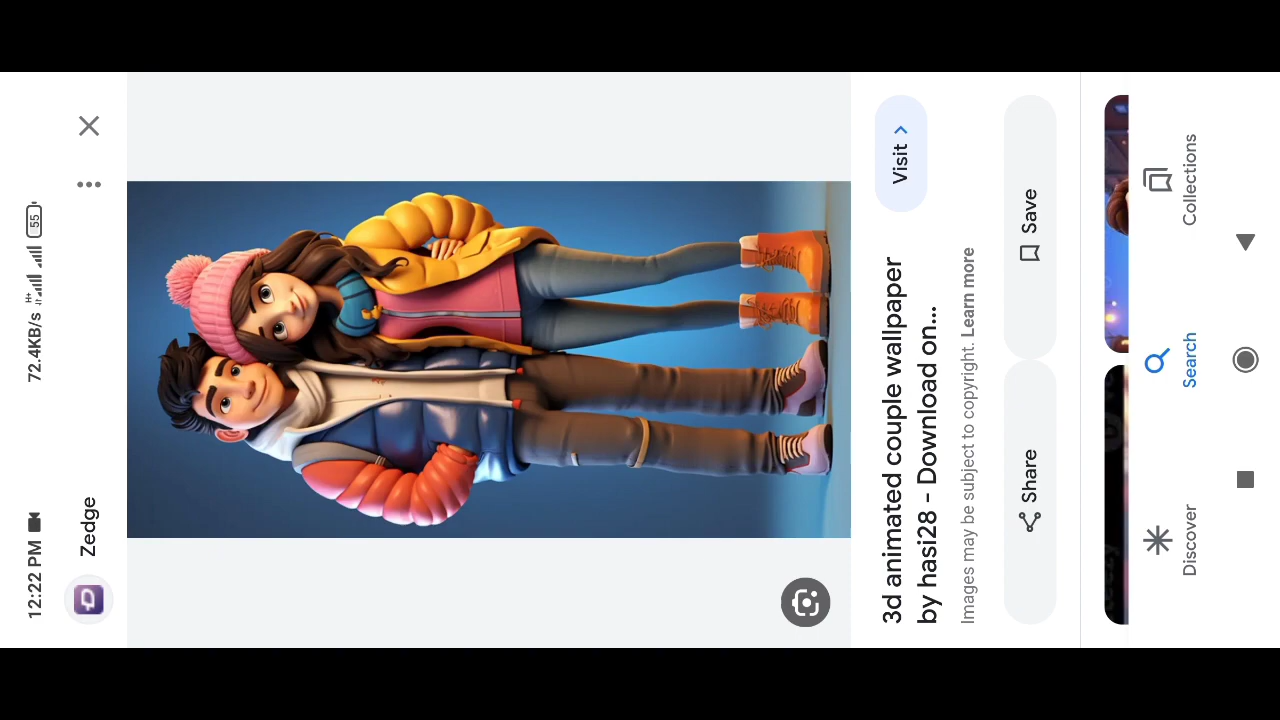 12:22 PM
72.4KB/s
55
Zedge
3d animated couple wallpaper
by hasi28 - Download on...
Visit
Images may be subject to copyright. Learn more
Share
Save
Discover
Search
Collections